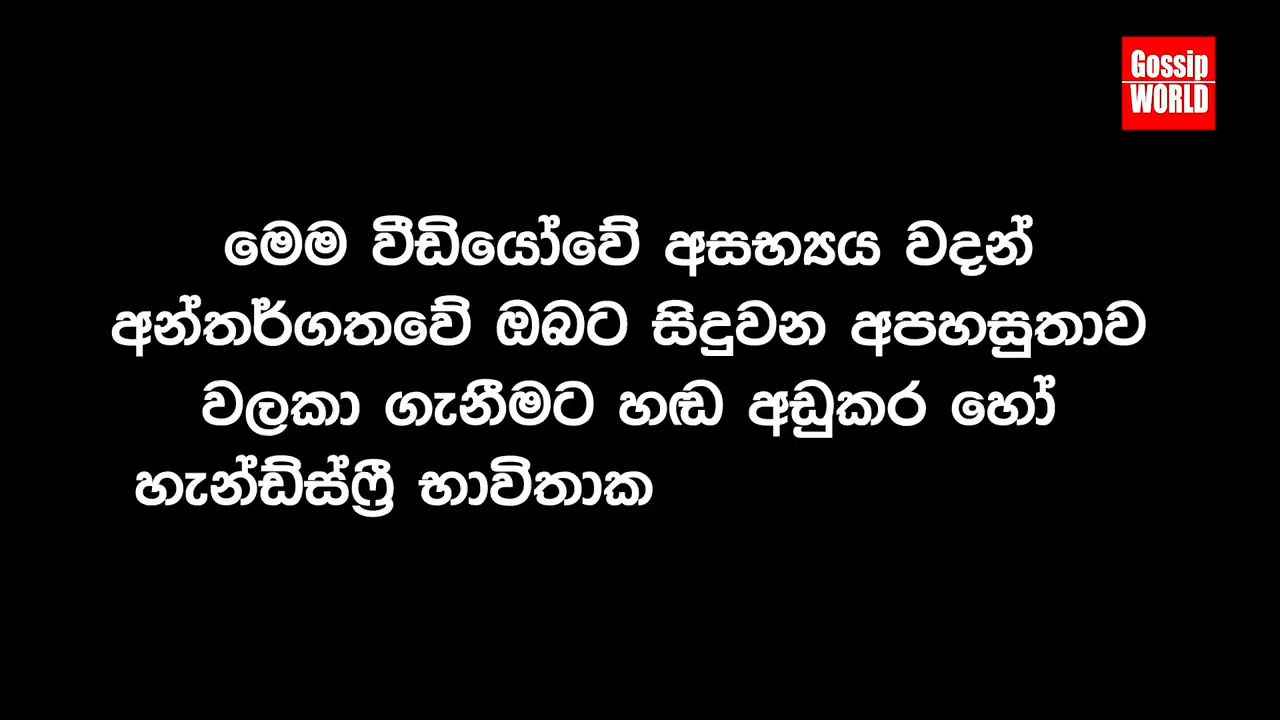 Gossip
WORLD
මෙම වීඩියෝවේ අසභ්‍යය වදන්
අන්තර්ගතවේ ඔබට සිදුවන අපහසුතාව
වලකා ගැනීමට හඬ අඩුකර හෝ
හැන්ඩ්ස්ෆ්‍රී භාවිතාක